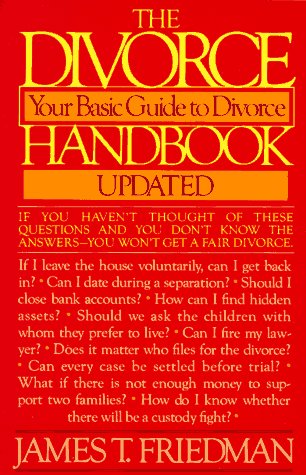 THE
DIVORCE
Your Basic Guide to Divorce
HANDBOOK
UPDATED
IF YOU HAVEN'T THOUGHT OF THESE
QUESTIONS AND YOU DON'T KNOW THE
ANSWERS—YOU WON'T GET A FAIR DIVORCE.
If I leave the house voluntarily, can I get back
in? * Can I date during a separation? * Should I
close bank accounts? * How can I find hidden
assets? * Should we ask the children with
whom they prefer to live? * Can I fire my law-
yer? * Does it matter who files for the divorce?
* Can every case be settled before trial? *
What if there is not enough money to sup-
port two families? * How do I know whether
there will be a custody fight? *
JAMES T. FRIEDMAN